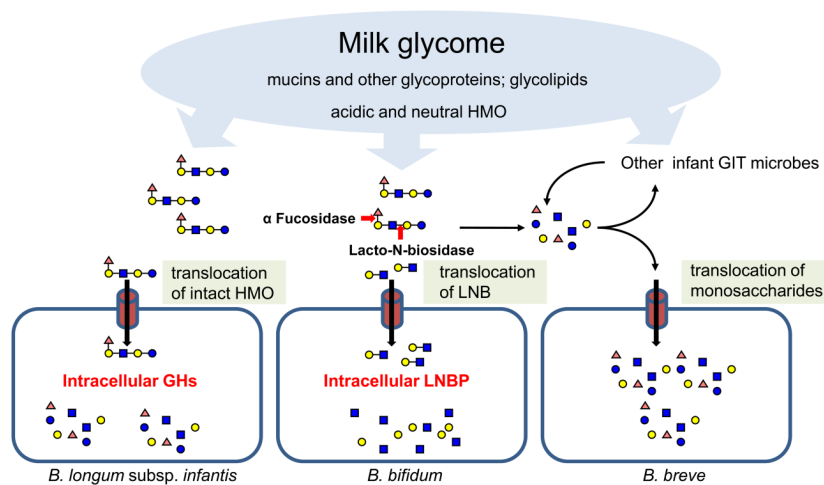 Milk glycome
mucins and other glycoproteins; glycolipids
acidic and neutral HMO
Other infant GIT microbes
α Fucosidase
Lacto-N-biosidase
translocation
of intact HMO
translocation
of LNB
translocation of
monosaccharides
Intracellular GHs
Intracellular LNBP
B. longum subsp. infantis
B. bifidum
B. breve